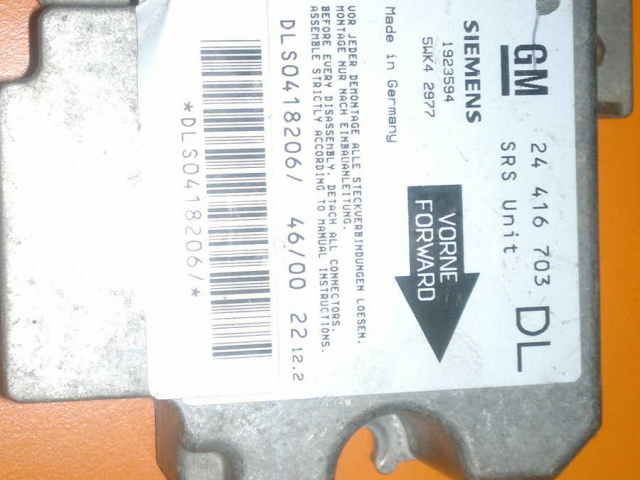 GM 24 416 703 DL
SRS Unit
SIEMENS
1923594
5WK4 2977
VORNE
FORWARD
Made in Germany
VOR JEDER DEMONTAGE ALLE STECKVERBINDUNGEN LOESEN.
MONTAGE NUR NACH EINBAUANLEITUNG.
BEFORE EVERY DISASSEMBLY, DETACH ALL CONNECTORS.
ASSEMBLE STRICTLY ACCORDING TO MANUAL INSTRUCTIONS.
DLS0418206/ 46/00 22 12.2
*DLS0418206/*